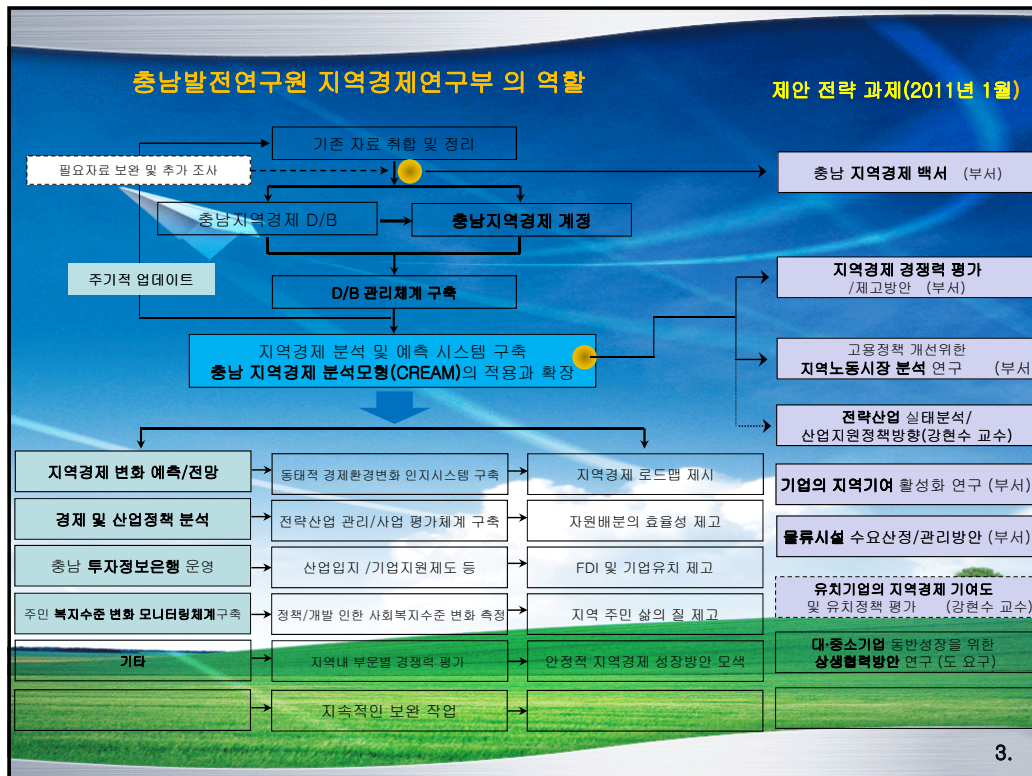 충남발전연구원 지역경제연구부 의 역할
제안 전략 과제(2011년 1월)
기존 자료 취합 및 정리
필요자료 보완 및 추가 조사
충남 지역경제 백서 (부서)
충남지역경제 D/B
충남지역경제 계정
주기적 업데이트
D/B 관리체계 구축
지역경제 경쟁력 평가
/제고방안 (부서)
지역경제 분석 및 예측 시스템 구축
충남 지역경제 분석모형(CREAM)의 적용과 확장
고용정책 개선위한
지역노동시장 분석 연구 (부서
전략산업 실태분석/
산업지원정책방향(강현수 교수)
지역경제 변화 예측/전망
동태적 경제환경변화 인지시스템 구축
지역경제 로드맵 제시
기업의 지역기여 활성화 연구 (부서)
경제 및 산업정책 분석
전략산업 관리/사업 평가체계 구축
자원배분의 효율성 제고
물류시설 수요산정/관리방안 (부서)
충남 투자정보은행 운영
산업입지 /기업지원제도 등
FDI 및 기업유치 제고
유치기업의 지역경제 기여도
및 유치정책 평가 (강현수 교수)
주민 복지수준 변화 모니터링체계구축
정책/개발 인한 사회복지수준 변화 측정
지역 주민 삶의 질 제고
기타
지역내 부문별 경쟁력 평가
안정적 지역경제 성장방안 모색
대·중소기업 동반성장을 위한
상생협력방안 연구 (도 요구)
지속적인 보완 작업
3.